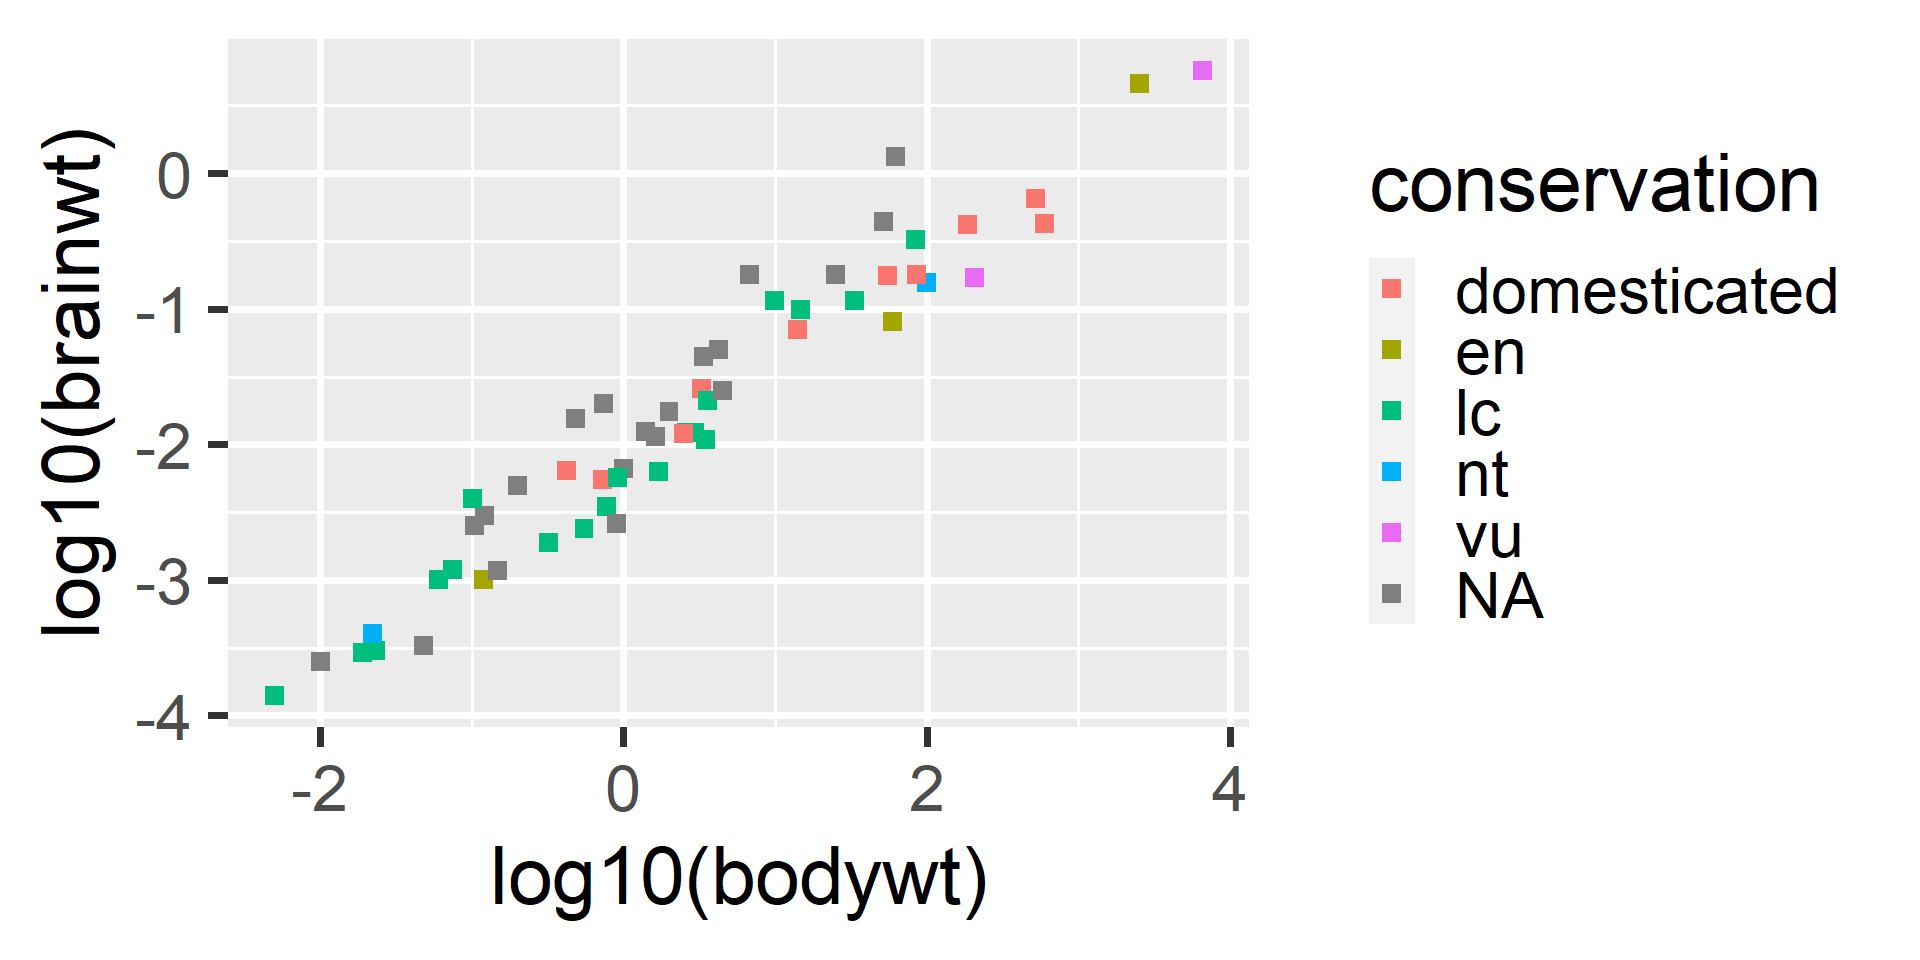 log10(brainwt)
0
-1
-2
-3
-4
-2 0 2 4
log10(bodywt)
conservation
domesticated
en
lc
nt
vu
NA